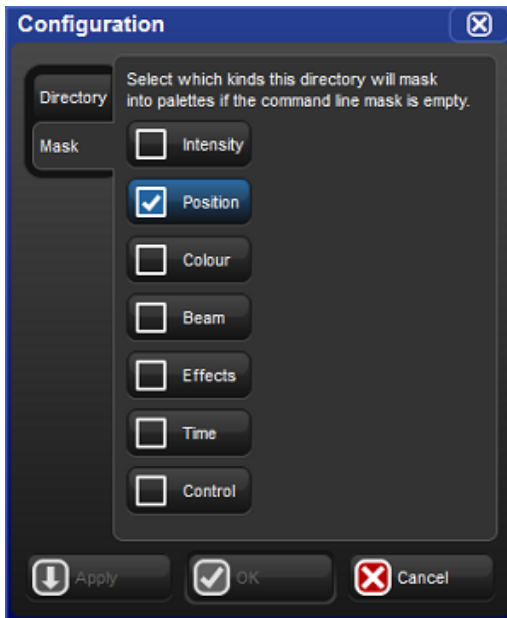 Configuration
Directory
Mask
Select which kinds this directory will mask
into palettes if the command line mask is empty.
Intensity
Position
Colour
Beam
Effects
Time
Control
Apply
OK
Cancel